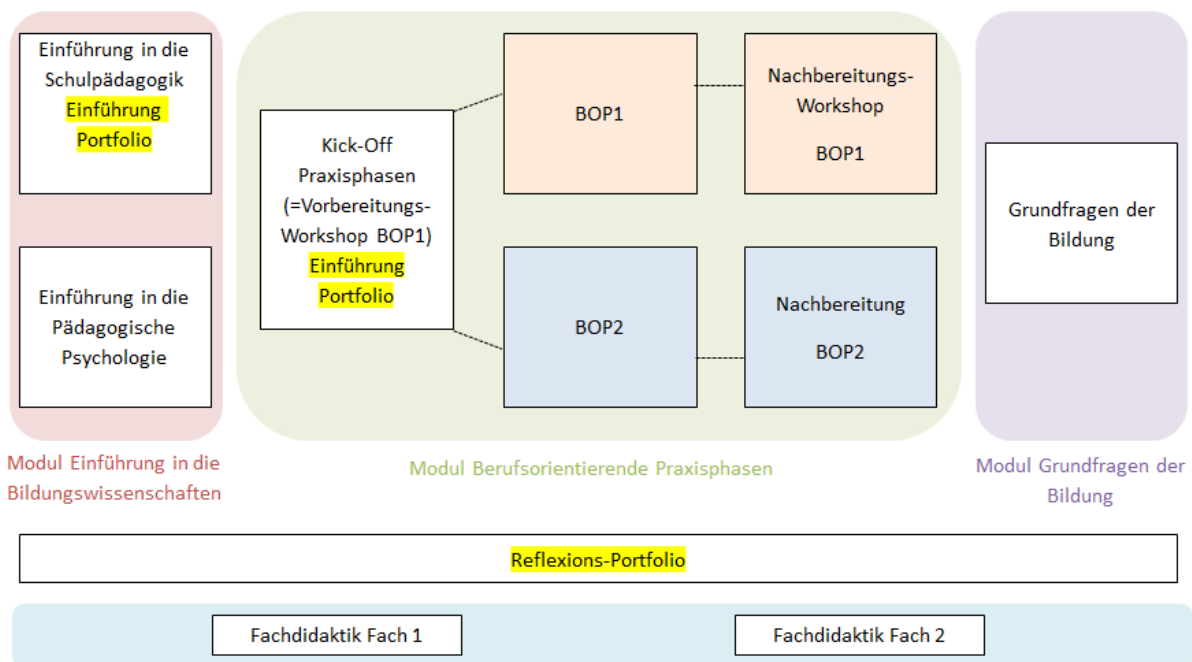 Einführung in die
Schulpädagogik
Einführung
Portfolio
Einführung in die
Pädagogische
Psychologie
Modul Einführung in die
Bildungswissenschaften
Kick-Off
Praxisphasen
(=Vorbereitungs-
Workshop BOP1)
Einführung
Portfolio
BOP1
Nachbereitungs-
Workshop
BOP1
BOP2
Nachbereitung
BOP2
Modul Berufsorientierende Praxisphasen
Grundfragen der
Bildung
Modul Grundfragen der
Bildung
Reflexions-Portfolio
Fachdidaktik Fach 1
Fachdidaktik Fach 2